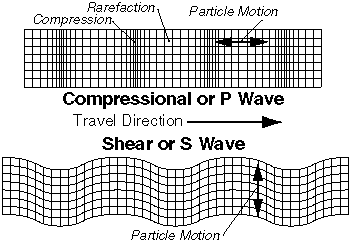 Rarefaction
Compression
Particle Motion
Compressional or P Wave
Travel Direction
Shear or S Wave
Particle Motion